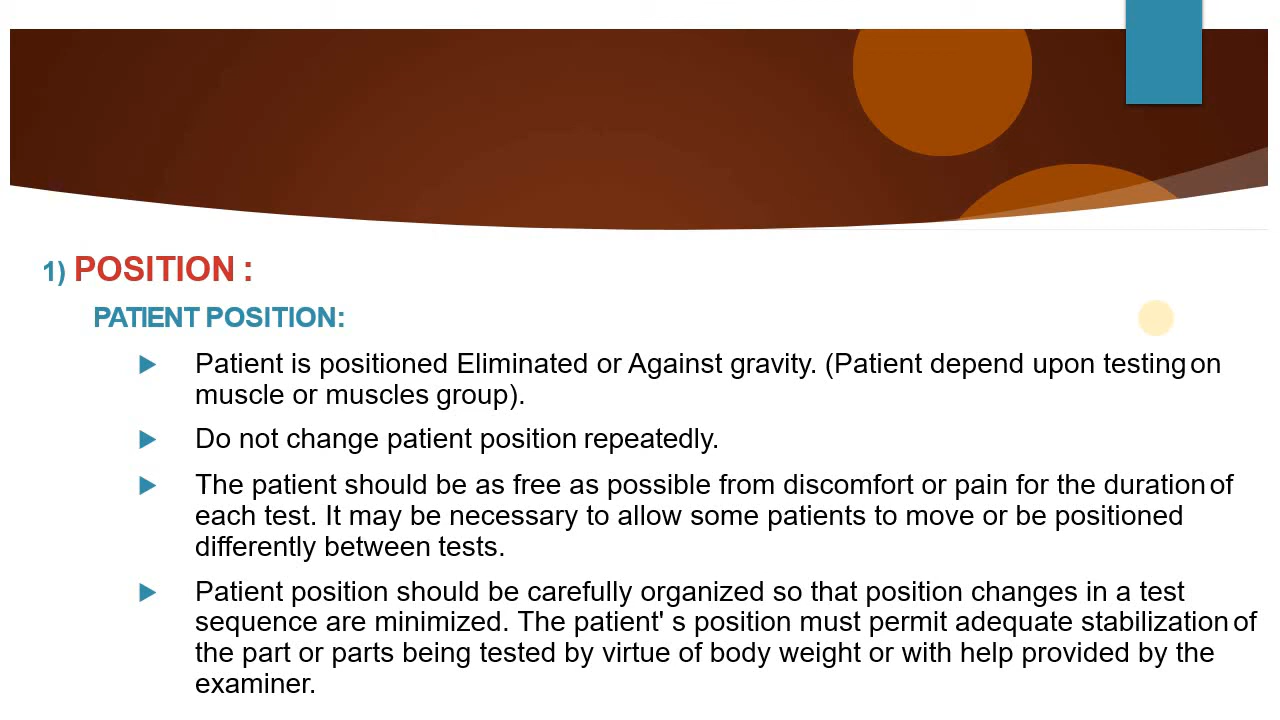 1) POSITION :
PATIENT POSITION:
Patient is positioned Eliminated or Against gravity. (Patient depend upon testing on
muscle or muscles group).
Do not change patient position repeatedly.
The patient should be as free as possible from discomfort or pain for the duration of
each test. It may be necessary to allow some patients to move or be positioned
differently between tests.
Patient position should be carefully organized so that position changes in a test
sequence are minimized. The patient' s position must permit adequate stabilization of
the part or parts being tested by virtue of body weight or with help provided by the
examiner.